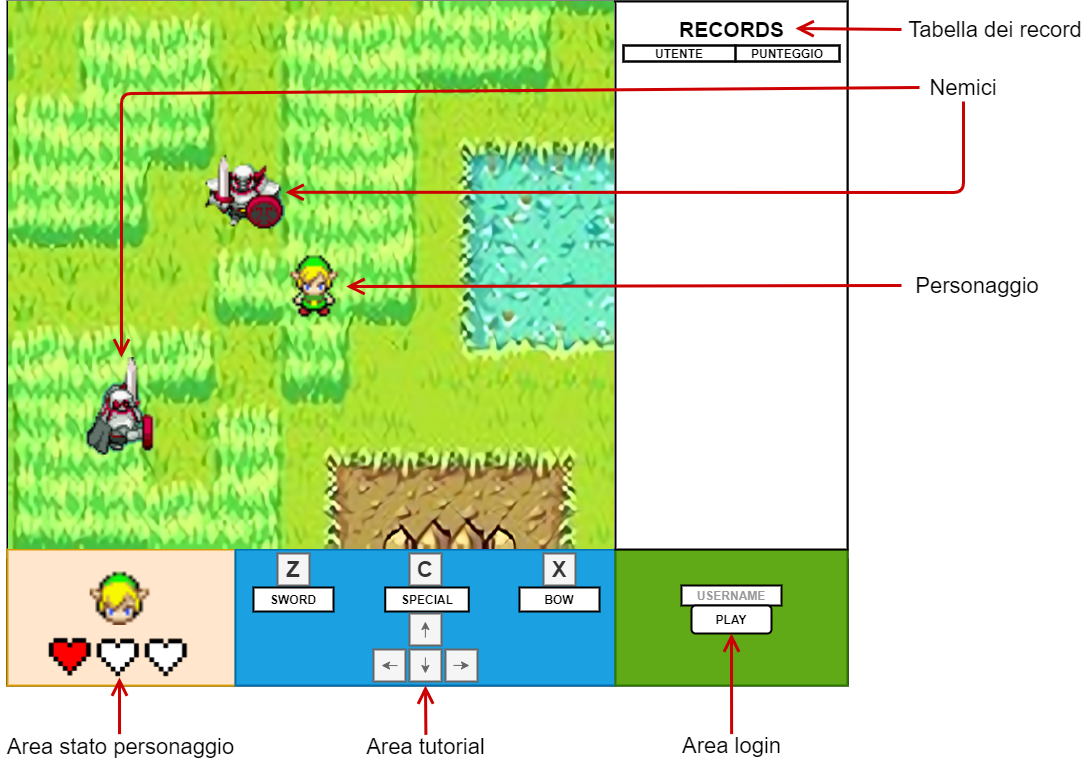 RECORDS
Tabella dei record
UTENTE PUNTEGGIO
Nemici
Personaggio
Z C X
SWORD SPECIAL BOW
USERNAME
PLAY
↑
← ↓ →
Area stato personaggio
Area tutorial
Area login